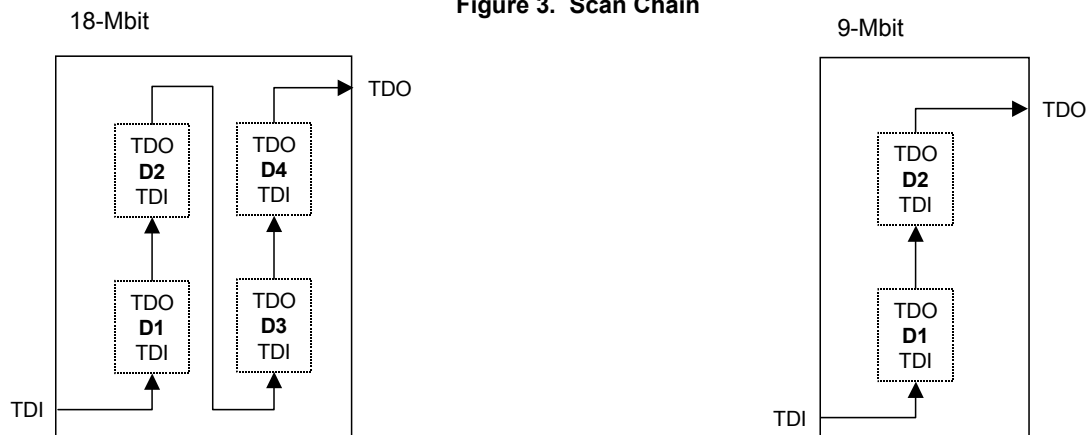 Figure 3. Scan Chain
18-Mbit
TDO
TDO
D2
TDI
TDO
D4
TDI
TDO
D1
TDI
TDO
D3
TDI
TDI
9-Mbit
TDO
TDO
D2
TDI
TDO
D1
TDI
TDI